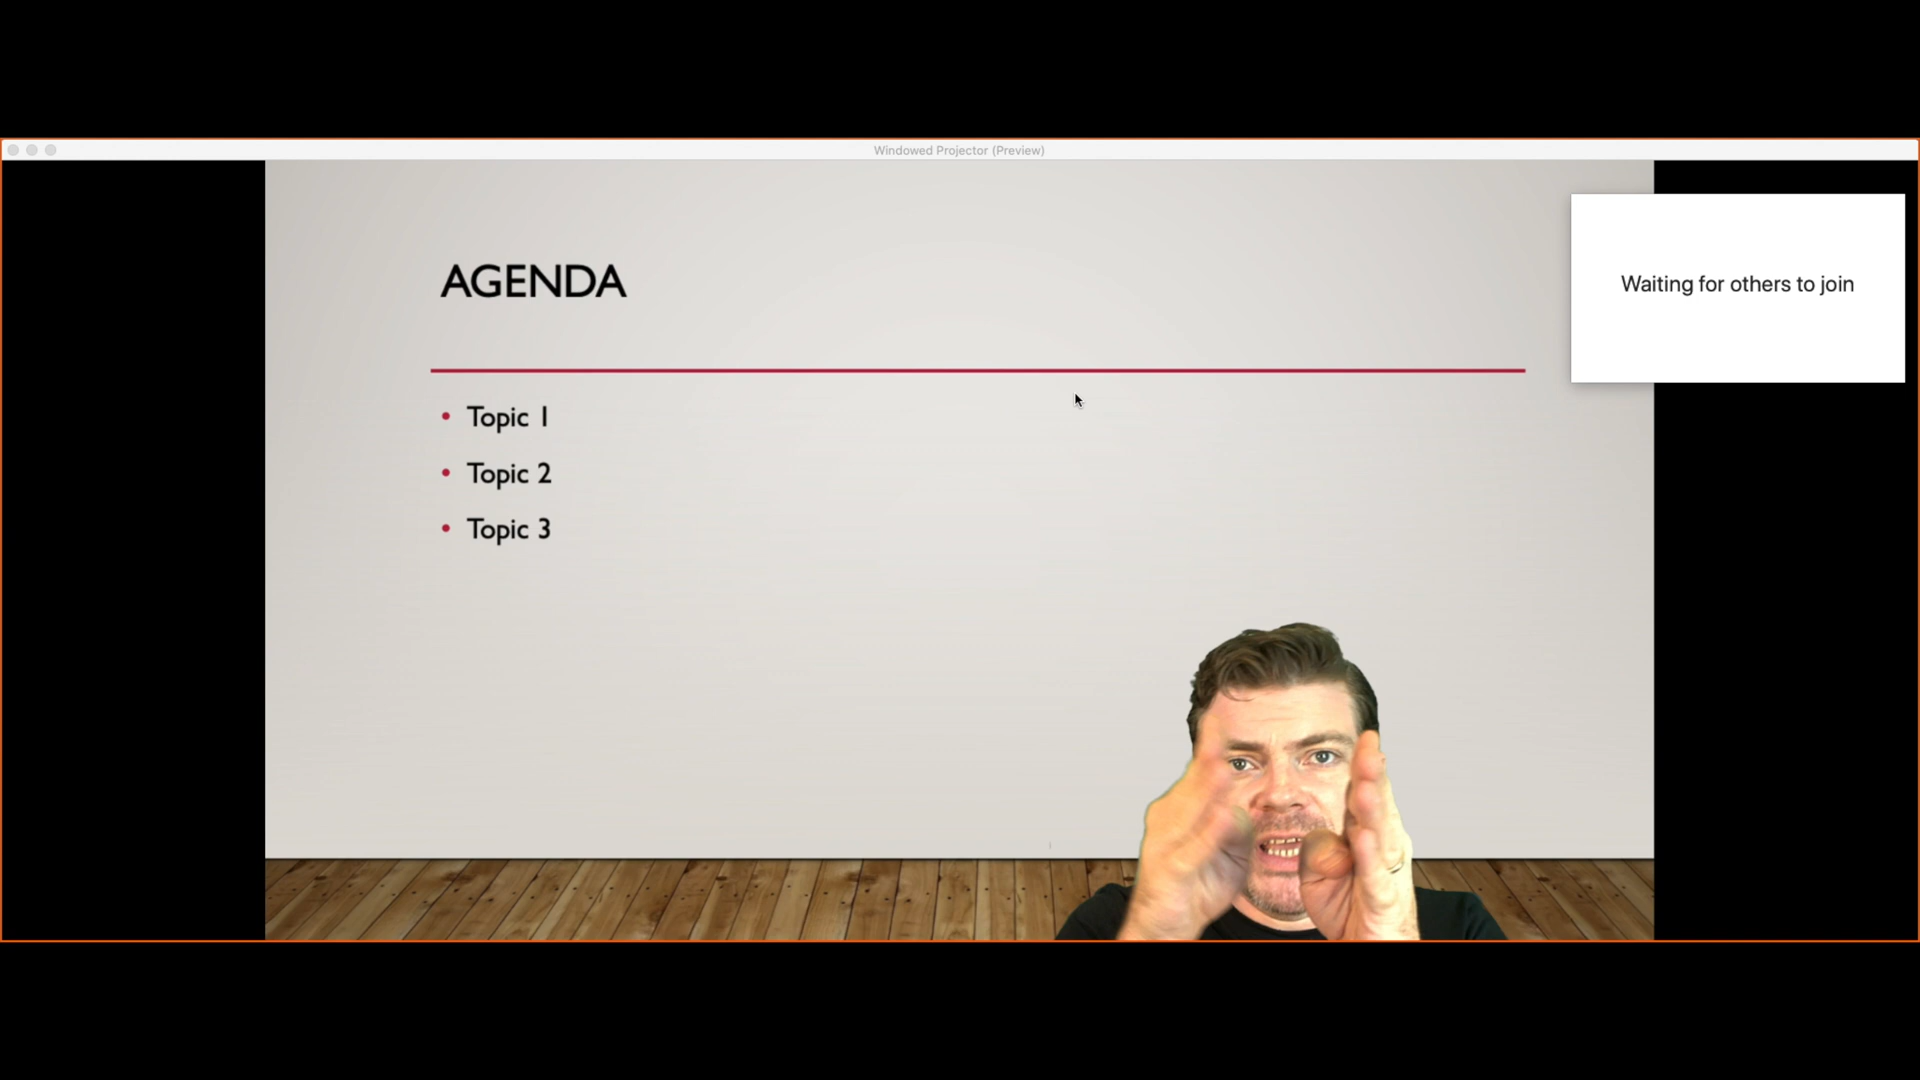 Windowed Projector (Preview)
AGENDA
Waiting for others to join
• Topic 1
• Topic 2
• Topic 3